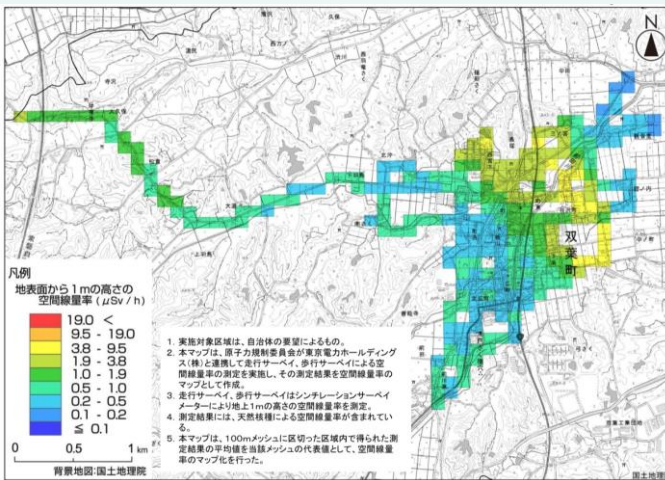 N
双葉町
凡例
地表面から1mの高さの
空間線量率 (μSv / h)
19.0 <
9.5 - 19.0
3.8 - 9.5
1.9 - 3.8
1.0 - 1.9
0.5 - 1.0
0.2 - 0.5
0.1 - 0.2
≦ 0.1
0 0.5 1 km
背景地図:国土地理院
1. 実施対象区域は、自治体の要望によるもの。
2. 本マップは、原子力規制委員会が東京電力ホールディング
ス(株)と連携して走行サーベイ、歩行サーベイによる空
間線量率の測定を実施し、その測定結果を空間線量率の
マップとして作成。
3. 走行サーベイ、歩行サーベイはシンチレーションサーベイ
メーターにより地上1mの高さの空間線量率を測定。
4. 測定結果には、天然核種による空間線量率が含まれてい
る。
5. 本マップは、100mメッシュに区切った区域内で得られた測
定結果の平均値を当該メッシュの代表値として、空間線量
率のマップ化を行った。
国土地理院